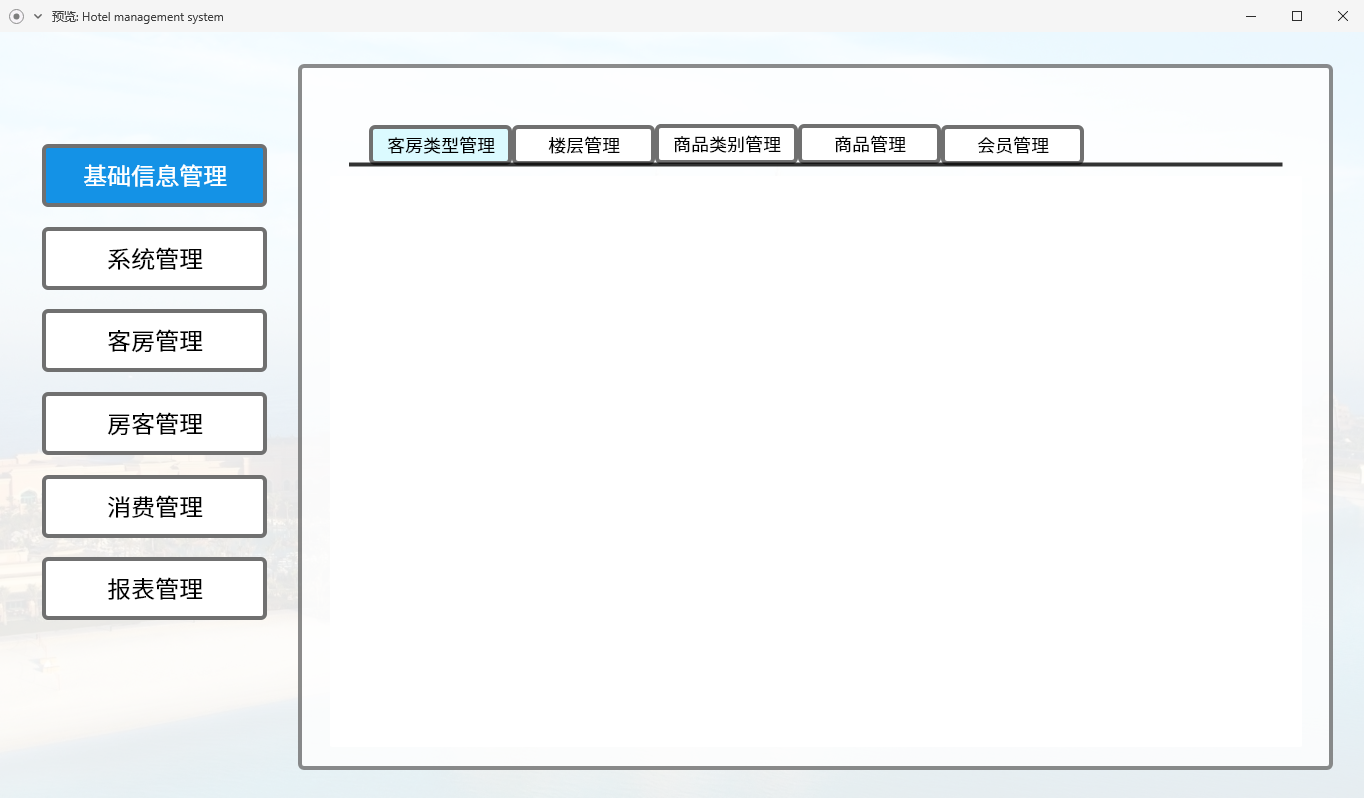 预览: Hotel management system
客房类型管理
楼层管理
商品类别管理
商品管理
会员管理
基础信息管理
系统管理
客房管理
房客管理
消费管理
报表管理